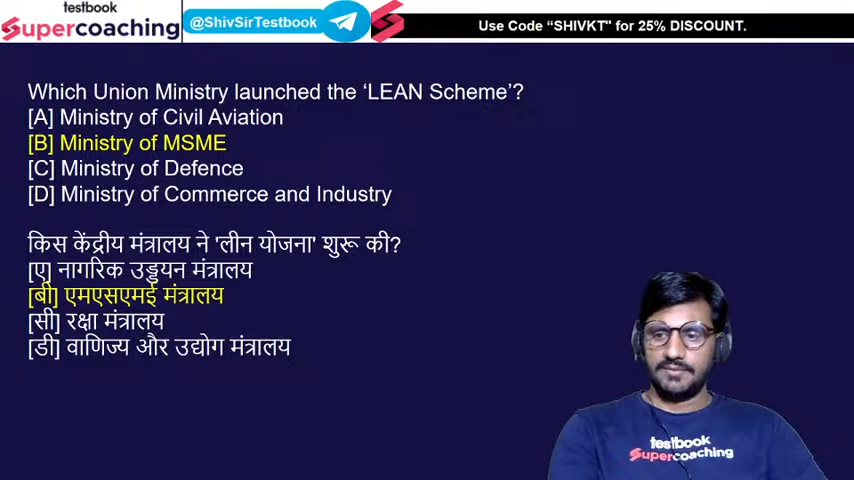 testbook
Supercoaching
@ShivSirTestbook
Use Code “SHIVKT" for 25% DISCOUNT.
Which Union Ministry launched the ‘LEAN Scheme’?
[A] Ministry of Civil Aviation
[B] Ministry of MSME
[C] Ministry of Defence
[D] Ministry of Commerce and Industry
किस केंद्रीय मंत्रालय ने 'लीन योजना' शुरू की?
[ए] नागरिक उड्डयन मंत्रालय
[बी] एमएसएमई मंत्रालय
[सी] रक्षा मंत्रालय
[डी] वाणिज्य और उद्योग मंत्रालय
testbook
Supercoaching